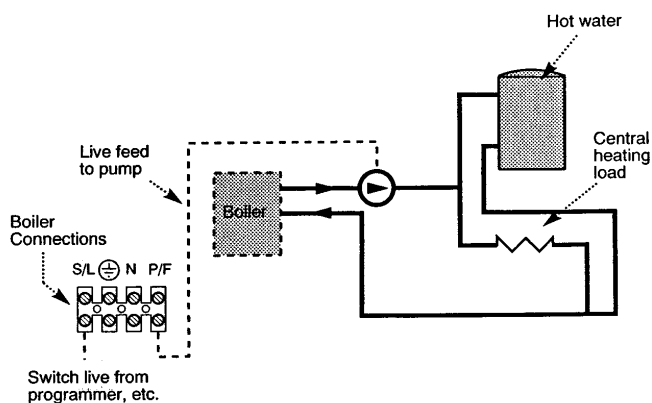 Hot water
Live feed
to pump
Central
heating
load
Boiler
Boiler
Connections
S/L N P/F
Switch live from
programmer, etc.